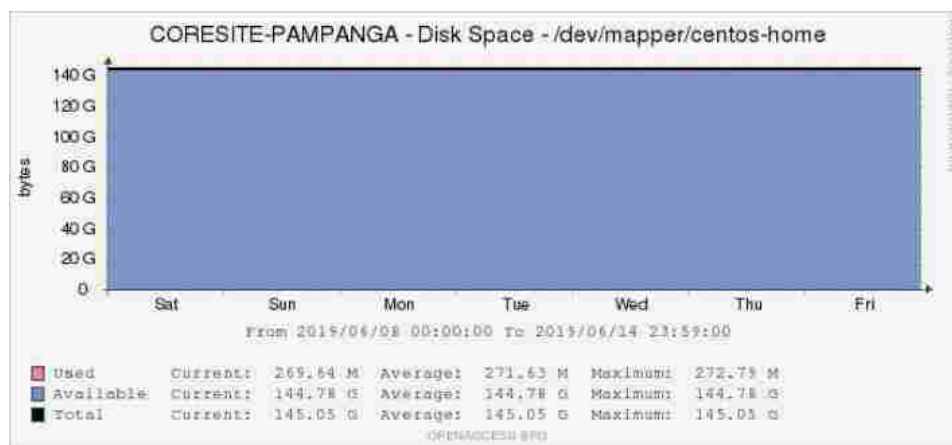 CORESITE-PAMPANGA - Disk Space - /dev/mapper/centos-home
bytes
140 G
120 G
100 G
80 G
60 G
40 G
20 G
0
Sat Sun Mon Tue Wed Thu Fri
From 2019/06/08 00:00:00 To 2019/06/14 23:59:00
Used Current: 269.64 M Average: 271.63 M Maximum: 272.79 M
Available Current: 144.78 G Average: 144.78 G Maximum: 144.78 G
Total Current: 145.05 G Average: 145.05 G Maximum: 145.05 G
OPENACCESS BPO